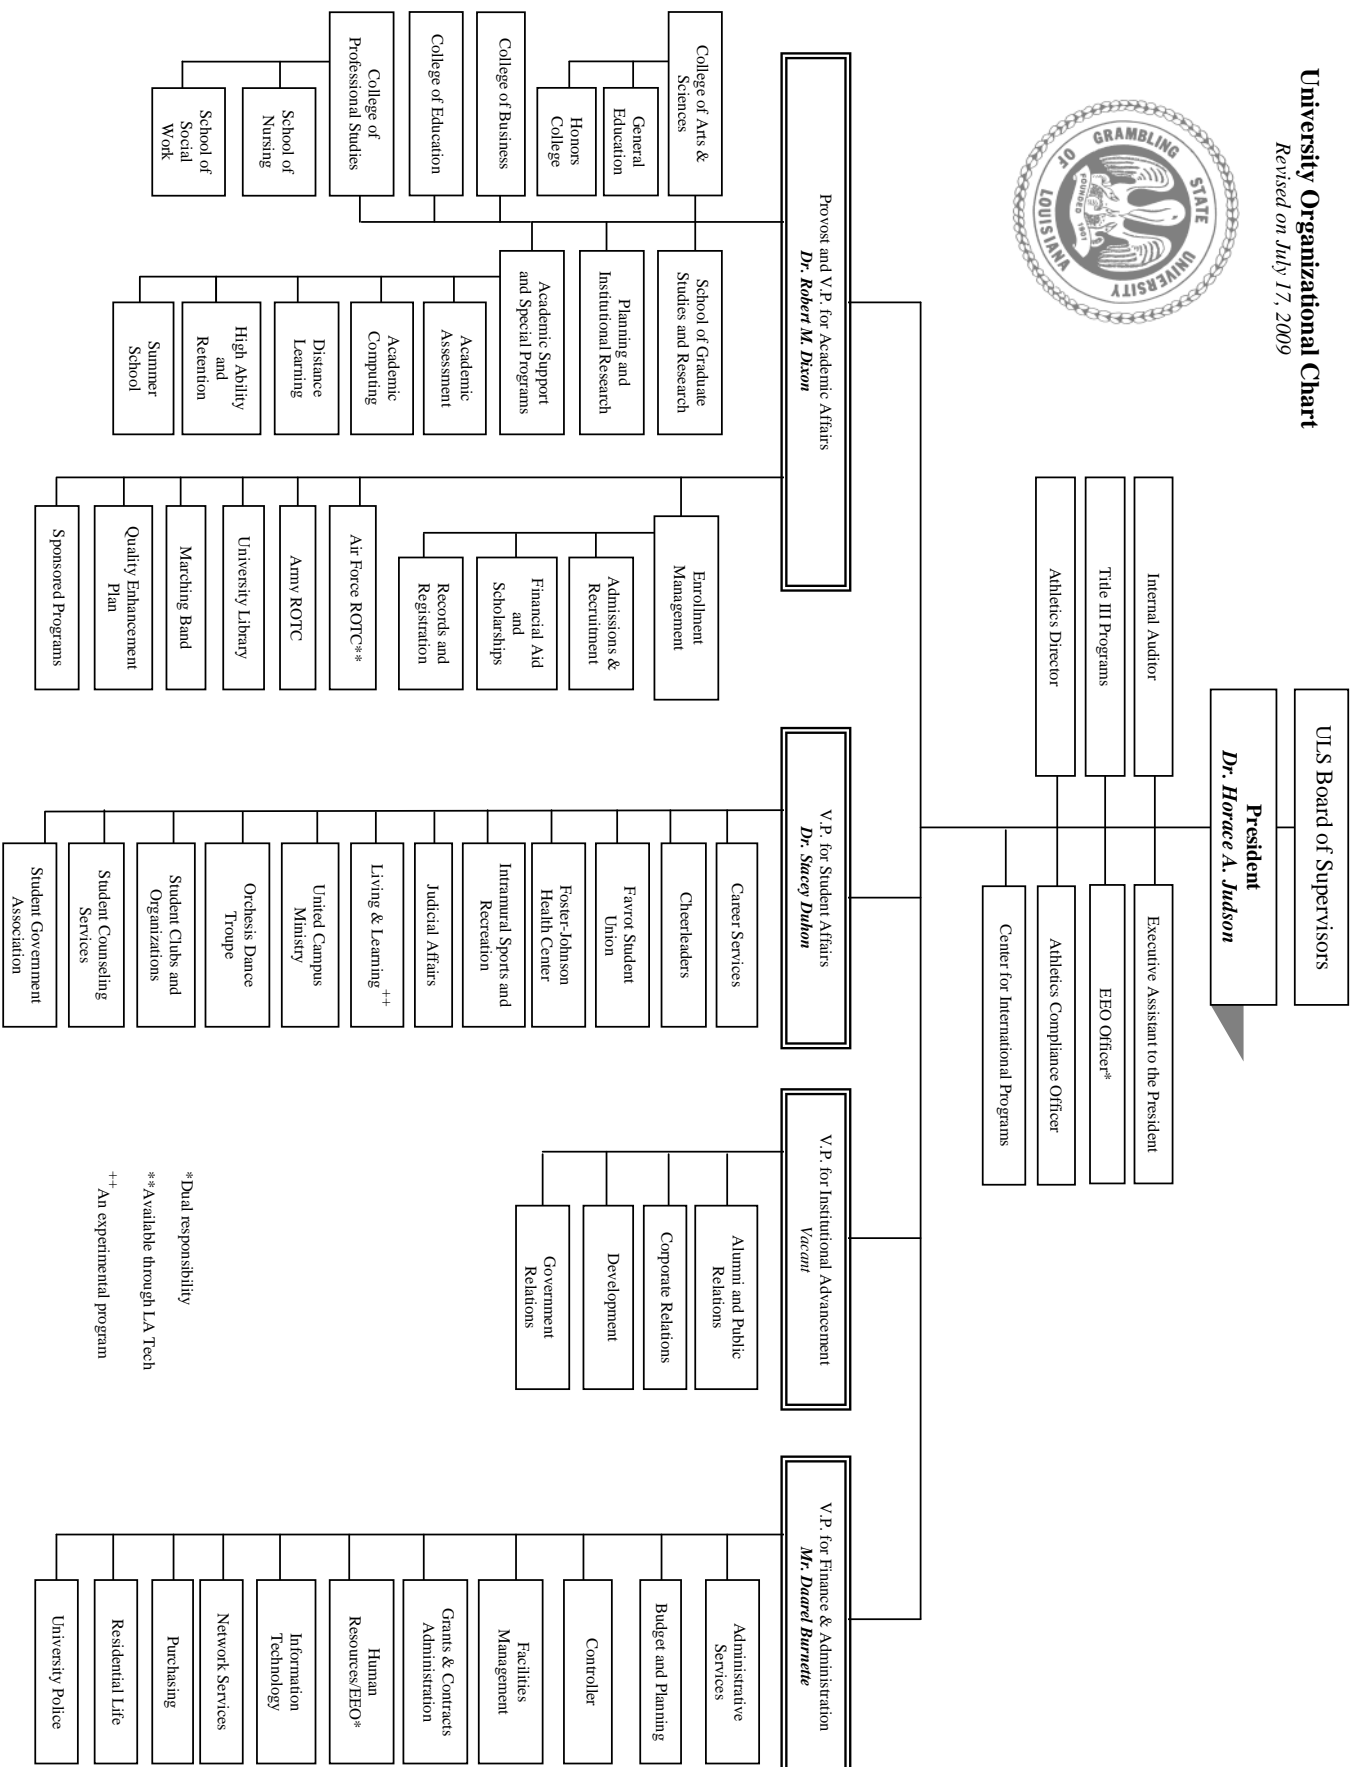 University Organizational Chart
Revised on July 17, 2009
GRAMBLING STATE UNIVERSITY
OF LOUISIANA
FOUNDED 1901
ULS Board of Supervisors
President
Dr. Horace A. Judson
Internal Auditor
Executive Assistant to the President
Title III Programs
EEO Officer*
Athletics Director
Athletics Compliance Officer
Center for International Programs
Provost and V.P. for Academic Affairs
Dr. Robert M. Dixon
College of Arts &
Sciences
General
Education
Honors
College
College of Business
College of Education
College of
Professional Studies
School of
Nursing
School of
Social
Work
School of Graduate
Studies and Research
Planning and
Institutional Research
Academic Support
and Special Programs
Academic
Assessment
Academic
Computing
Distance
Learning
High Ability
and
Retention
Summer
School
Enrollment
Management
Admissions &
Recruitment
Financial Aid
and
Scholarships
Records and
Registration
Air Force ROTC**
Army ROTC
University Library
Marching Band
Quality Enhancement
Plan
Sponsored Programs
V.P. for Student Affairs
Dr. Stacey Duhon
Career Services
Cheerleaders
Favrot Student
Union
Foster-Johnson
Health Center
Intramural Sports and
Recreation
Judicial Affairs
Living & Learning++
United Campus
Ministry
Orchesis Dance
Troupe
Student Clubs and
Organizations
Student Counseling
Services
Student Government
Association
V.P. for Institutional Advancement
Vacant
Alumni and Public
Relations
Corporate Relations
Development
Government
Relations
V.P. for Finance & Administration
Mr. Daarel Burnette
Administrative
Services
Budget and Planning
Controller
Facilities
Management
Grants & Contracts
Administration
Human
Resources/EEO*
Information
Technology
Network Services
Purchasing
Residential Life
University Police
*Dual responsibility
**Available through LA Tech
++ An experimental program